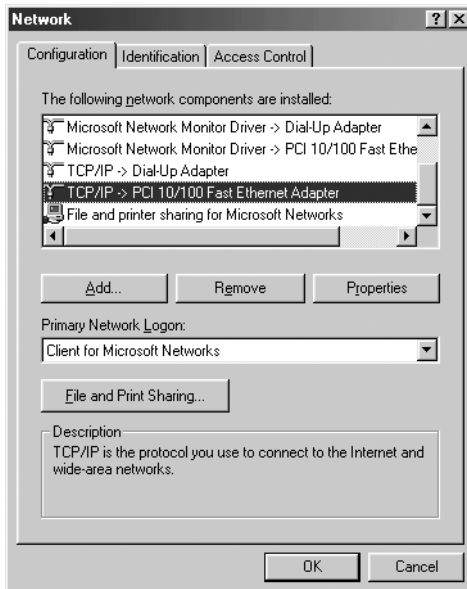 Network
? x
Configuration Identification Access Control
The following network components are installed:
Microsoft Network Monitor Driver -> Dial-Up Adapter
Microsoft Network Monitor Driver -> PCI 10/100 Fast Ethe
TCP/IP -> Dial-Up Adapter
TCP/IP -> PCI 10/100 Fast Ethernet Adapter
File and printer sharing for Microsoft Networks
Add... Remove Properties
Primary Network Logon:
Client for Microsoft Networks
File and Print Sharing...
Description
TCP/IP is the protocol you use to connect to the Internet and
wide-area networks.
OK Cancel